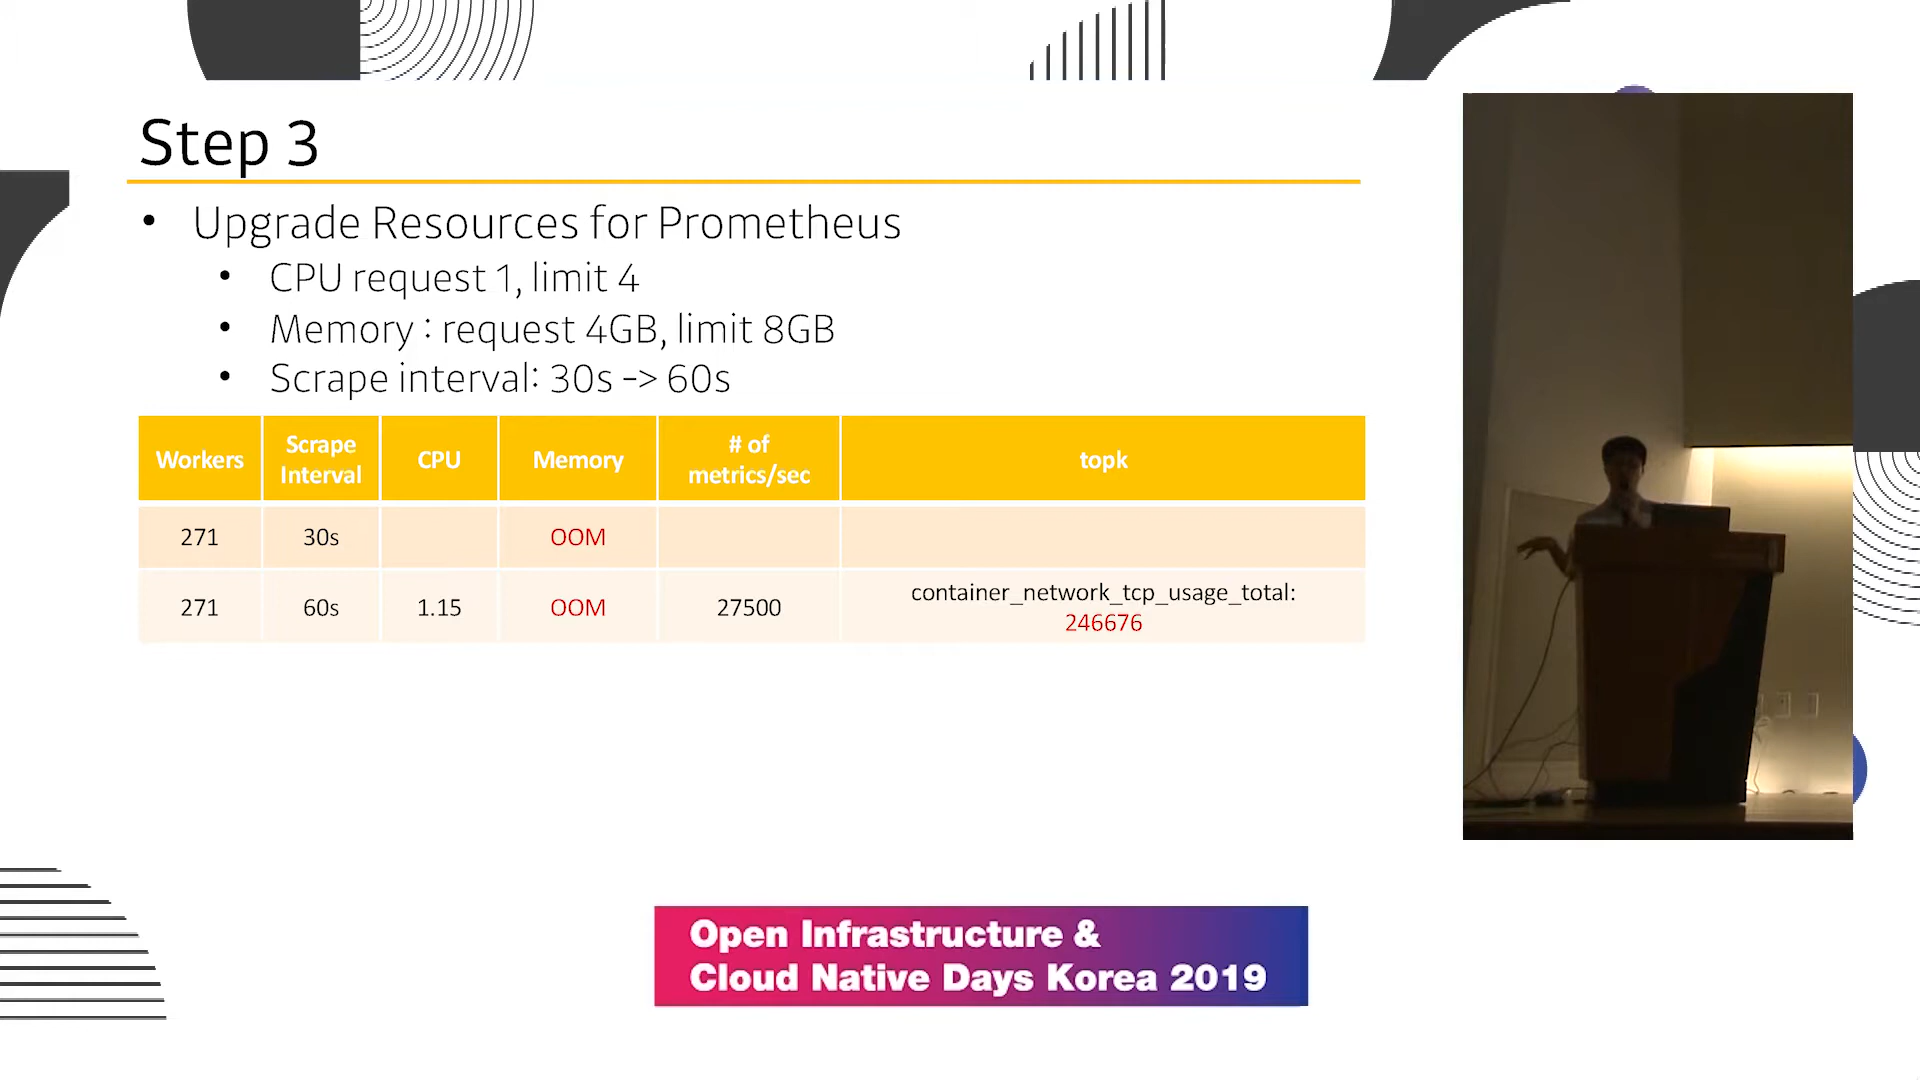 Step 3
• Upgrade Resources for Prometheus
• CPU request 1, limit 4
• Memory : request 4GB, limit 8GB
• Scrape interval: 30s -> 60s
Workers Scrape Interval CPU Memory # of metrics/sec topk
271 30s OOM
271 60s 1.15 OOM 27500 container_network_tcp_usage_total: 246676
Open Infrastructure &
Cloud Native Days Korea 2019